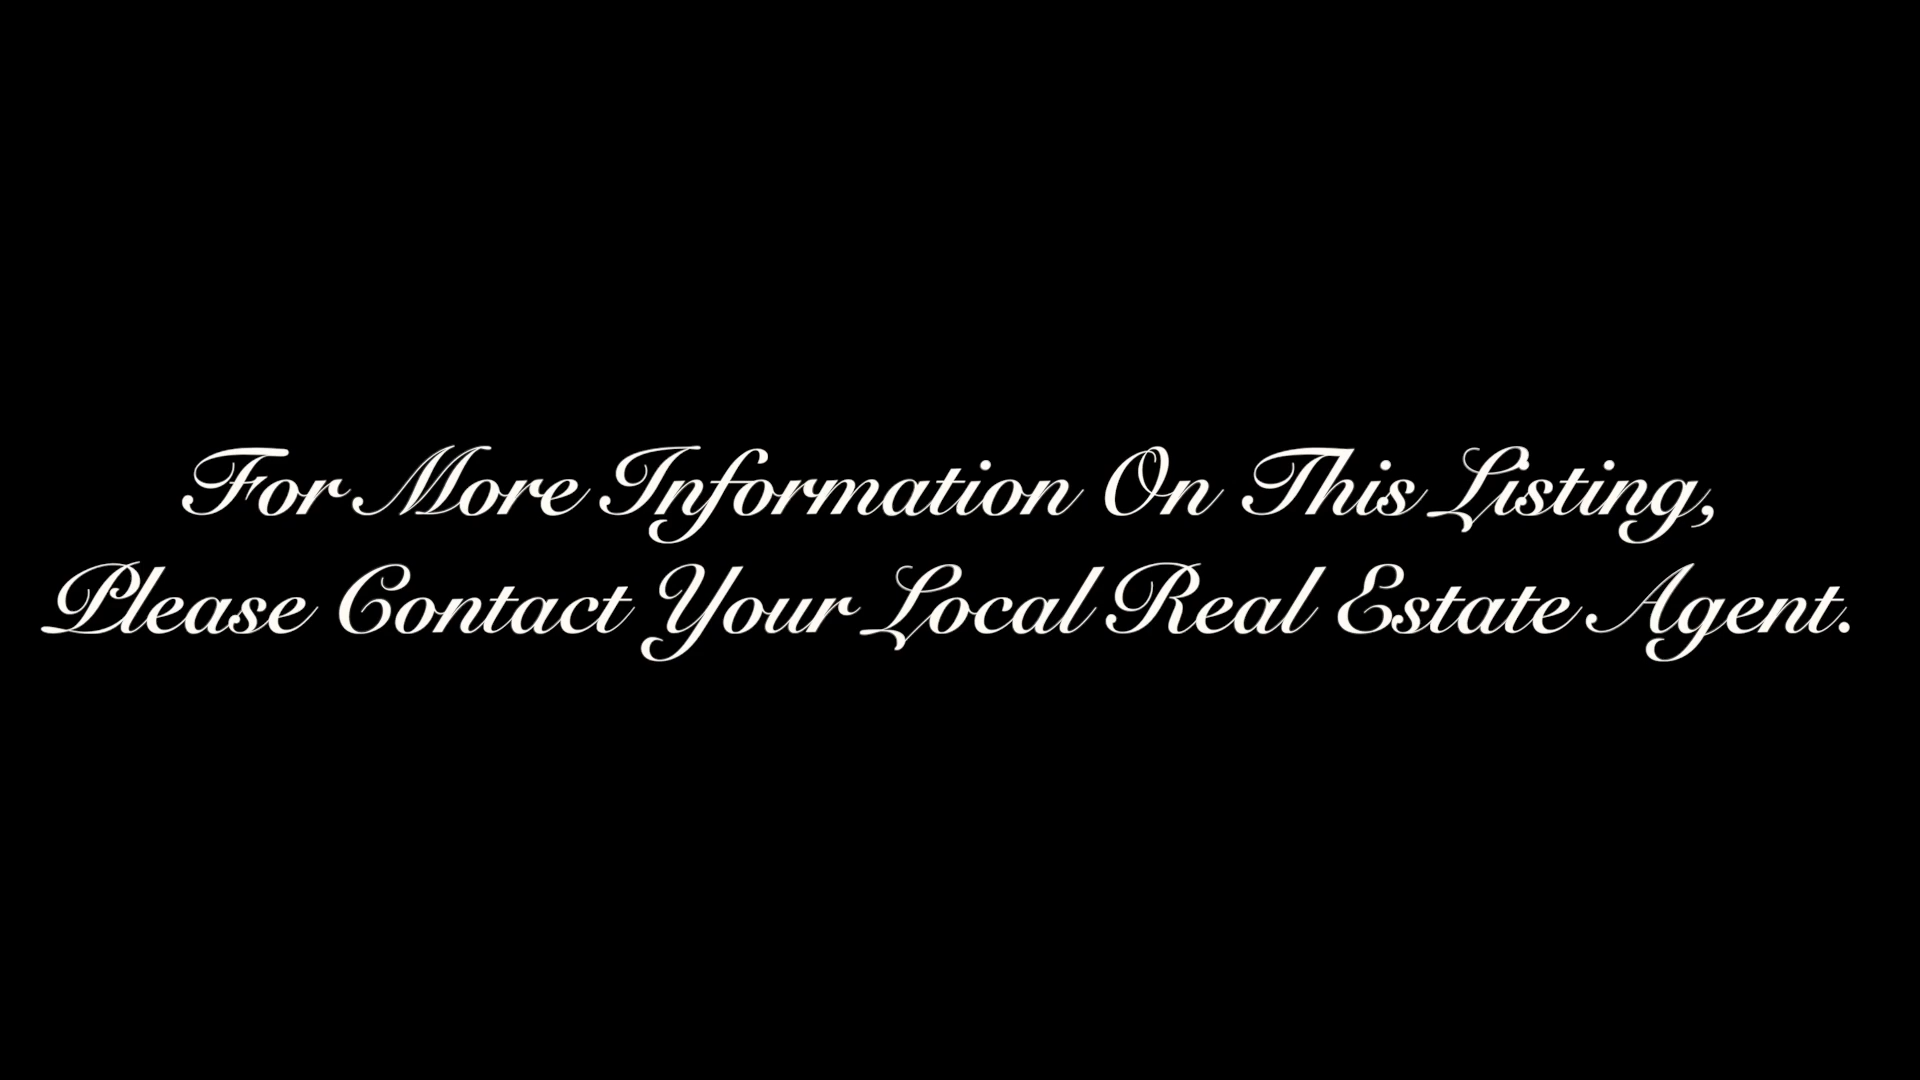 For More Information On This Listing,
Please Contact Your Local Real Estate Agent.